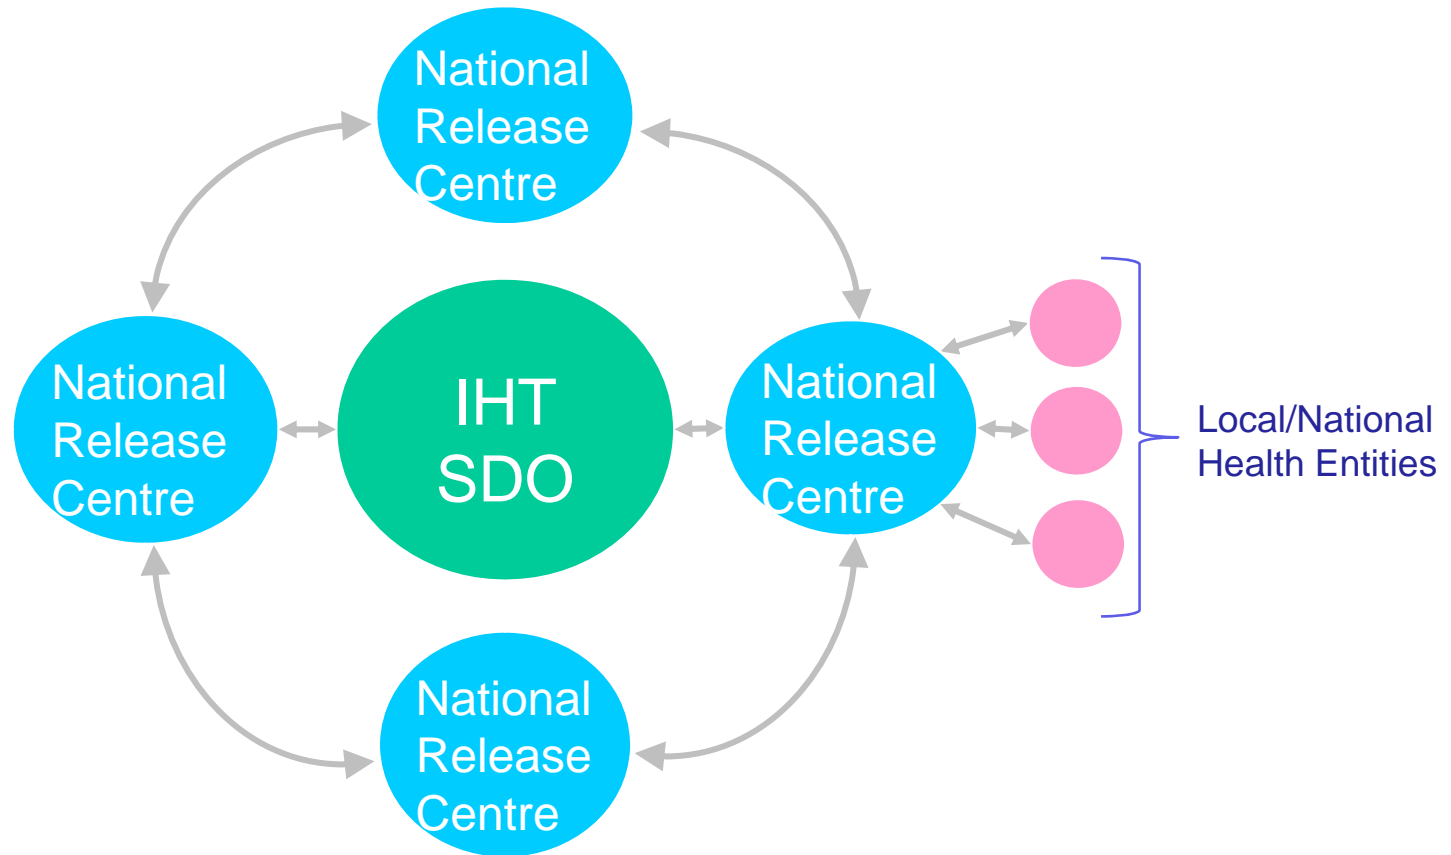 National
Release
Centre
National
Release
Centre
IHT
SDO
National
Release
Centre
Local/National
Health Entities
National
Release
Centre